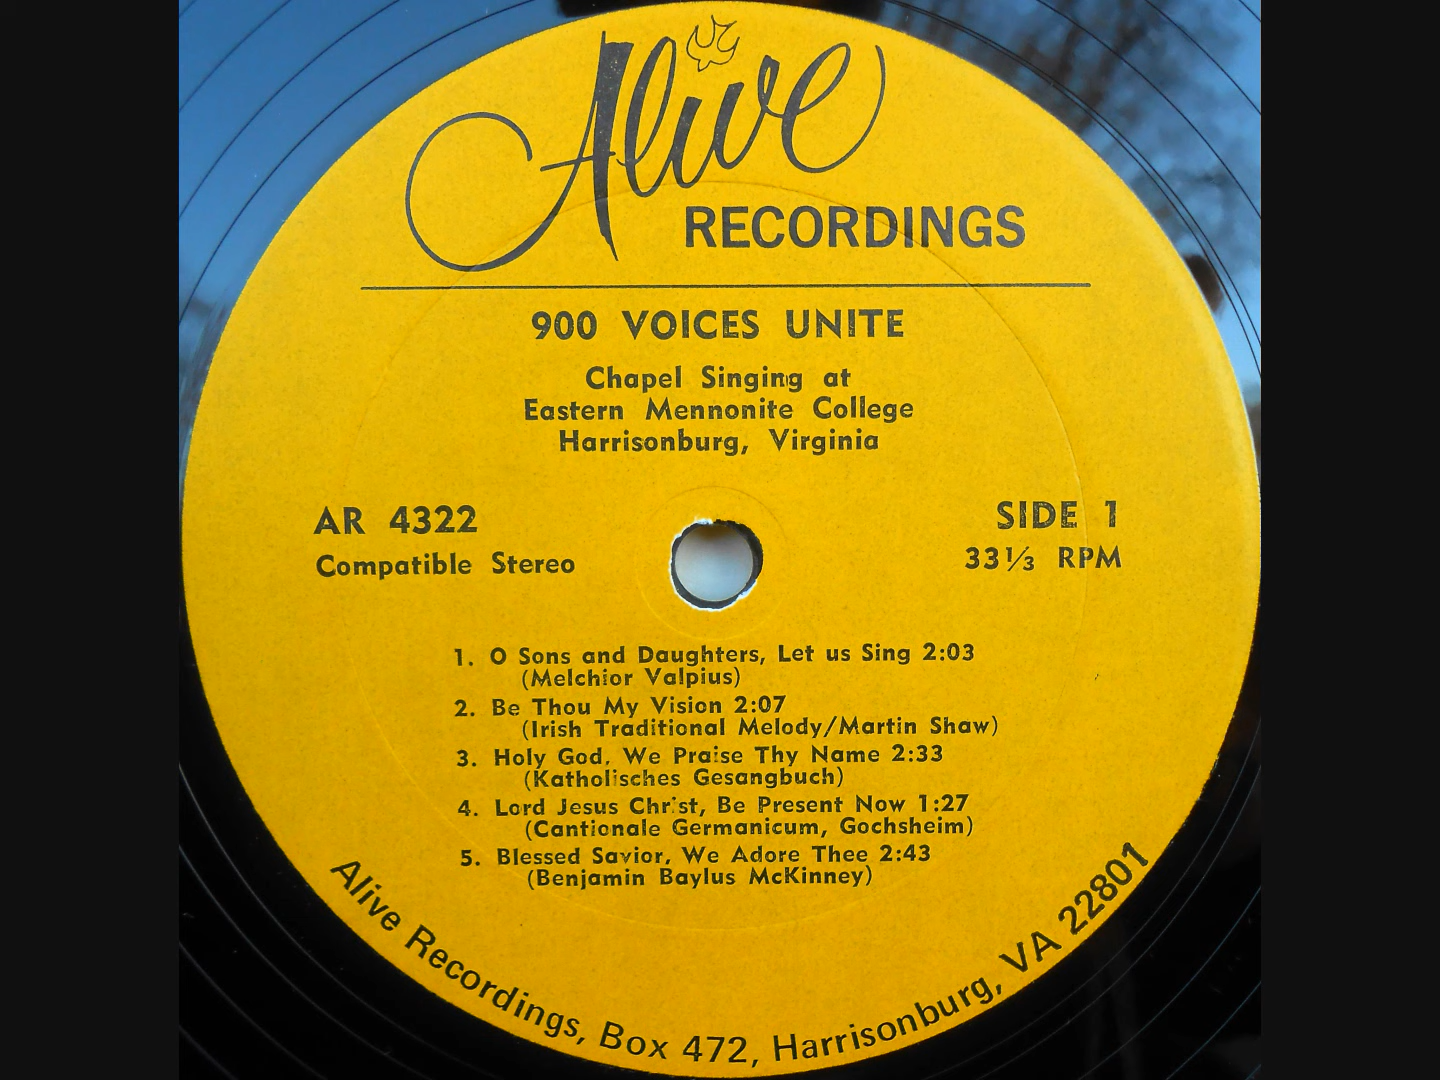 Alive
RECORDINGS
900 VOICES UNITE
Chapel Singing at
Eastern Mennonite College
Harrisonburg, Virginia
AR 4322
Compatible Stereo
SIDE 1
33⅓ RPM
1. O Sons and Daughters, Let us Sing 2:03
(Melchior Valpius)
2. Be Thou My Vision 2:07
(Irish Traditional Melody/Martin Shaw)
3. Holy God, We Praise Thy Name 2:33
(Katholisches Gesangbuch)
4. Lord Jesus Christ, Be Present Now 1:27
(Cantionale Germanicum, Gochsheim)
5. Blessed Savior, We Adore Thee 2:43
(Benjamin Baylus McKinney)
Alive Recordings, Box 472, Harrisonburg, VA 22801